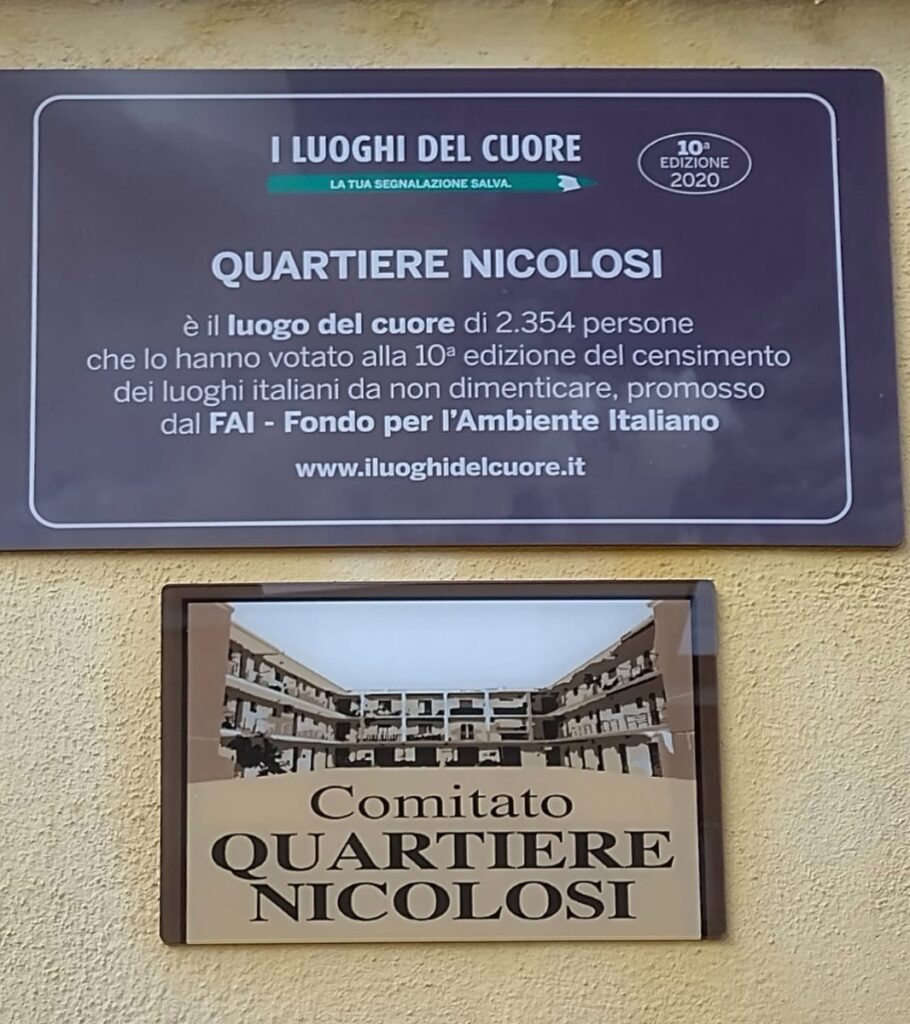 I LUOGHI DEL CUORE
LA TUA SEGNALAZIONE SALVA.
10ª
EDIZIONE
2020
QUARTIERE NICOLOSI
è il luogo del cuore di 2.354 persone
che lo hanno votato alla 10ª edizione del censimento
dei luoghi italiani da non dimenticare, promosso
dal FAI - Fondo per l'Ambiente Italiano
www.iluoghidelcuore.it
Comitato
QUARTIERE
NICOLOSI